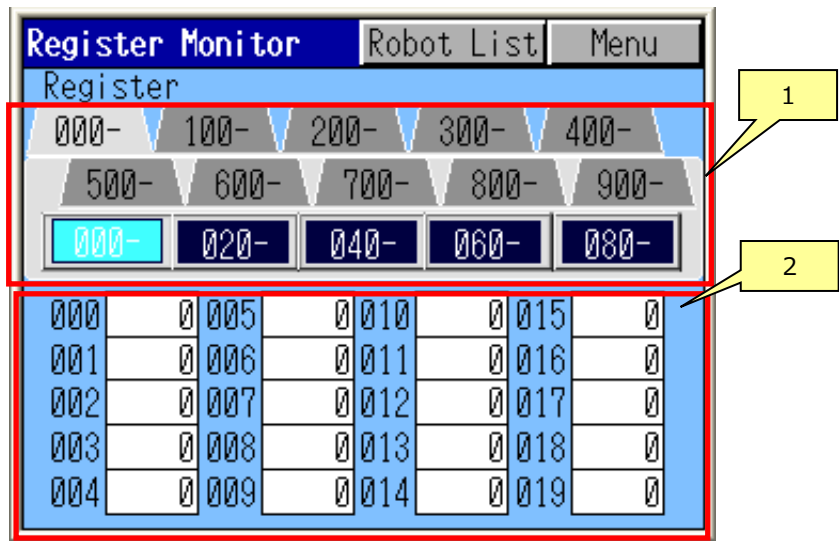 Register Monitor Robot List Menu
Register
000- 100- 200- 300- 400-
500- 600- 700- 800- 900-
000- 020- 040- 060- 080-
000 0 005 0 010 0 015 0
001 0 006 0 011 0 016 0
002 0 007 0 012 0 017 0
003 0 008 0 013 0 018 0
004 0 009 0 014 0 019 0
1
2